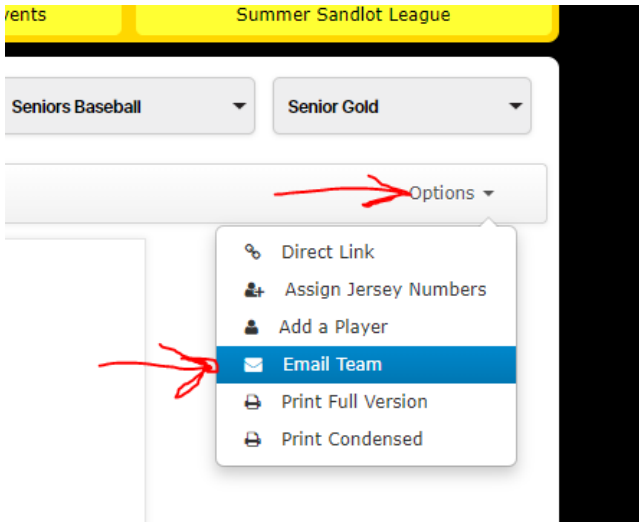 vents
Summer Sandlot League
Seniors Baseball
Senior Gold
Options
Direct Link
Assign Jersey Numbers
Add a Player
Email Team
Print Full Version
Print Condensed